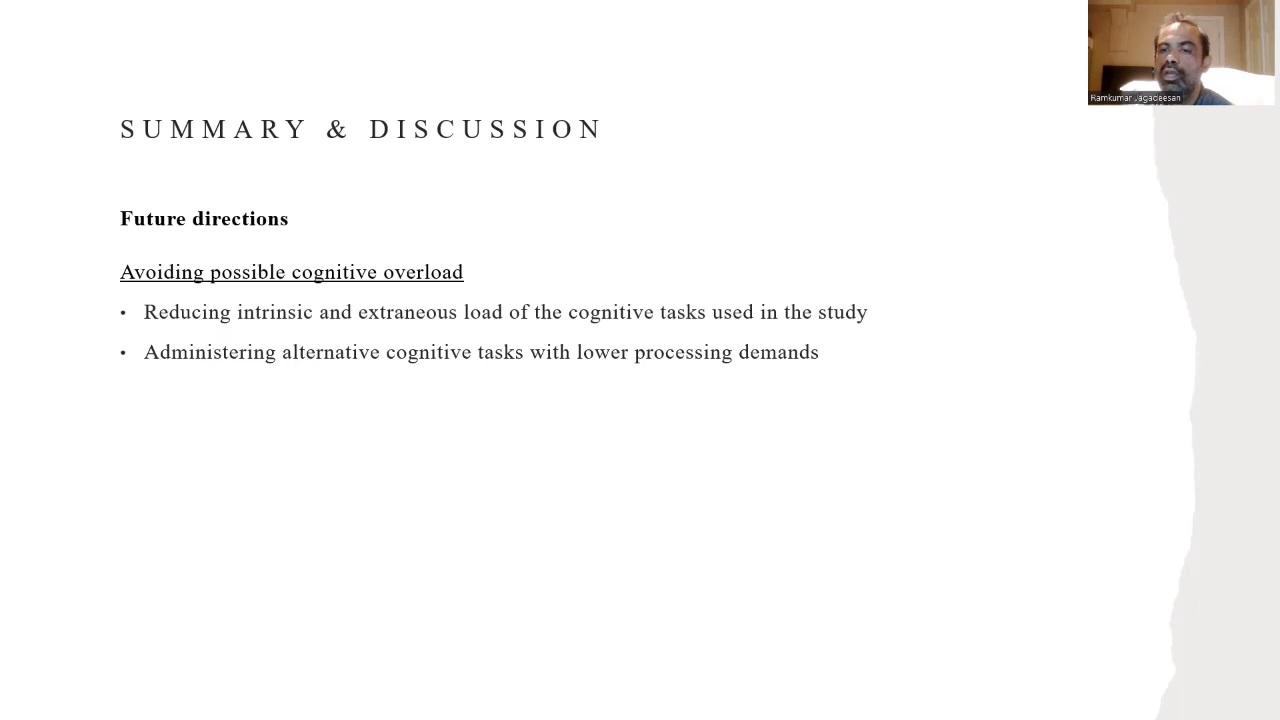 Ramkumar Jagadeesan
SUMMARY & DISCUSSION
Future directions
Avoiding possible cognitive overload
• Reducing intrinsic and extraneous load of the cognitive tasks used in the study
• Administering alternative cognitive tasks with lower processing demands